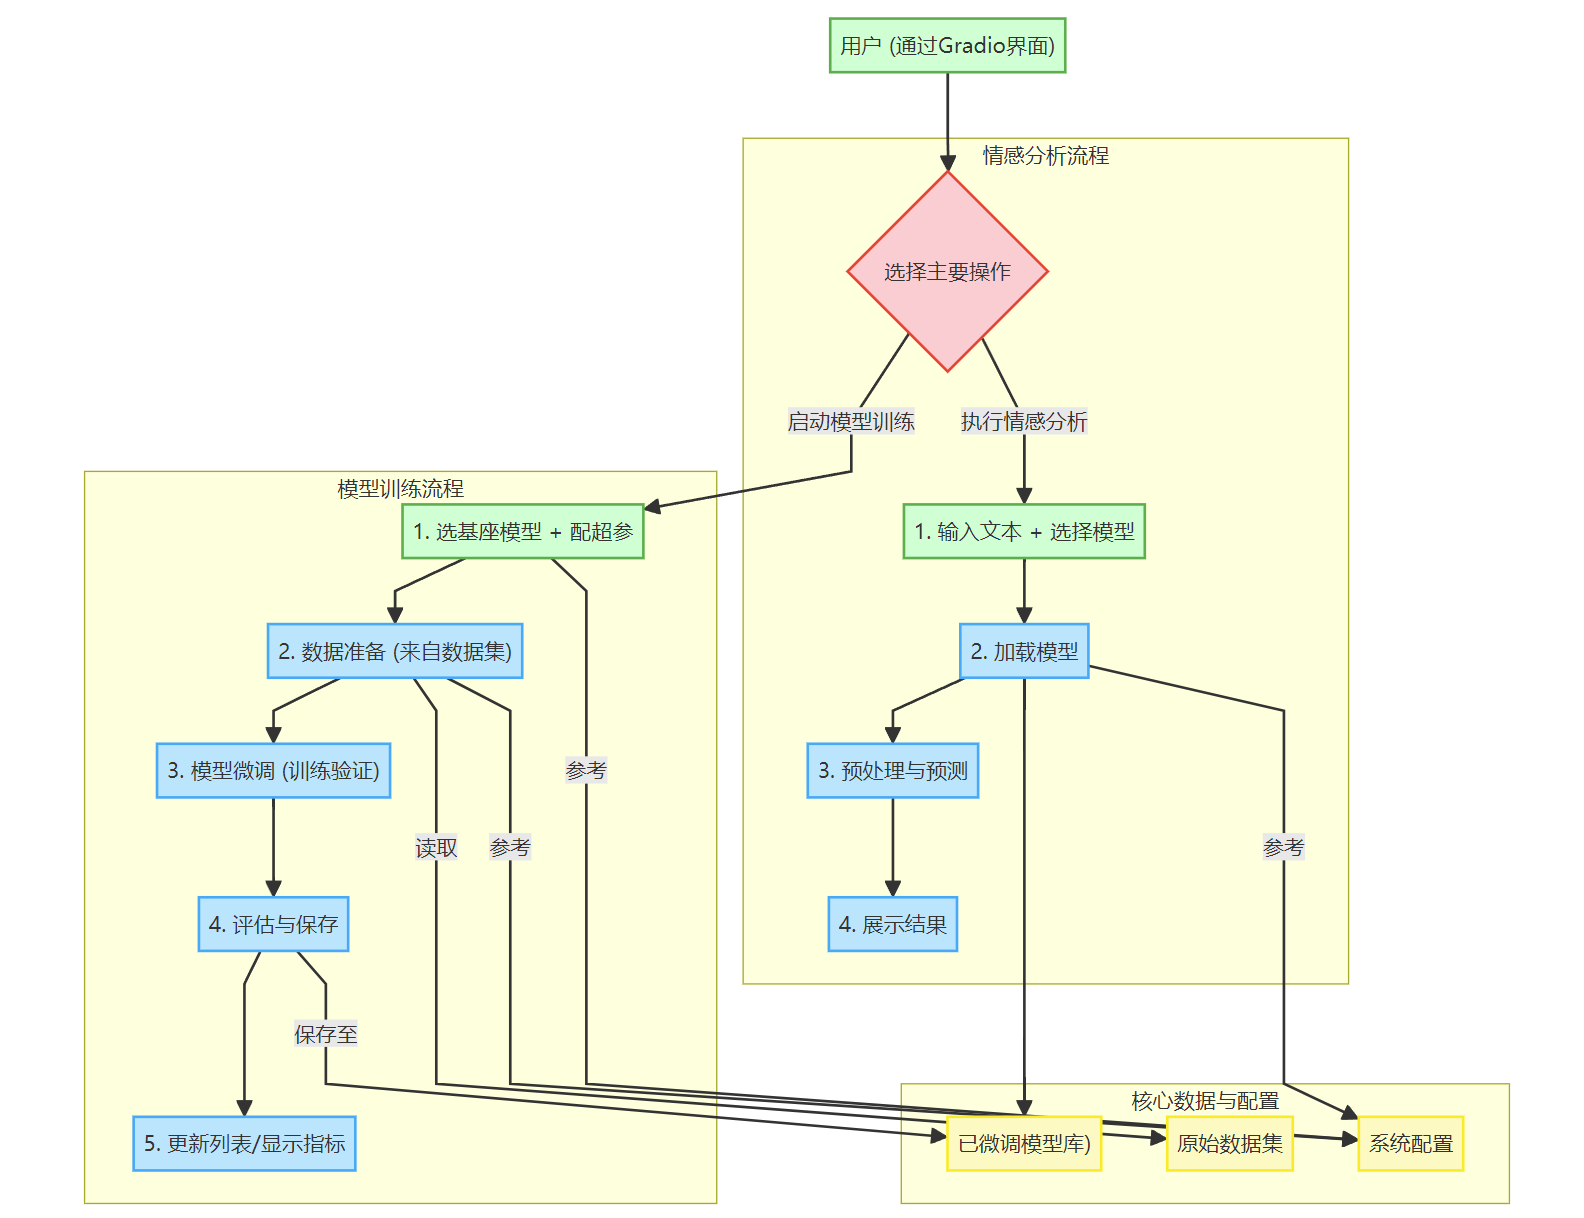 用户 (通过Gradio界面)
情感分析流程
选择主要操作
启动模型训练
执行情感分析
模型训练流程
1. 选基座模型 + 配超参
1. 输入文本 + 选择模型
2. 数据准备 (来自数据集)
2. 加载模型
3. 模型微调 (训练验证)
参考
3. 预处理与预测
读取
参考
参考
4. 评估与保存
4. 展示结果
保存至
核心数据与配置
5. 更新列表/显示指标
已微调模型库)
原始数据集
系统配置